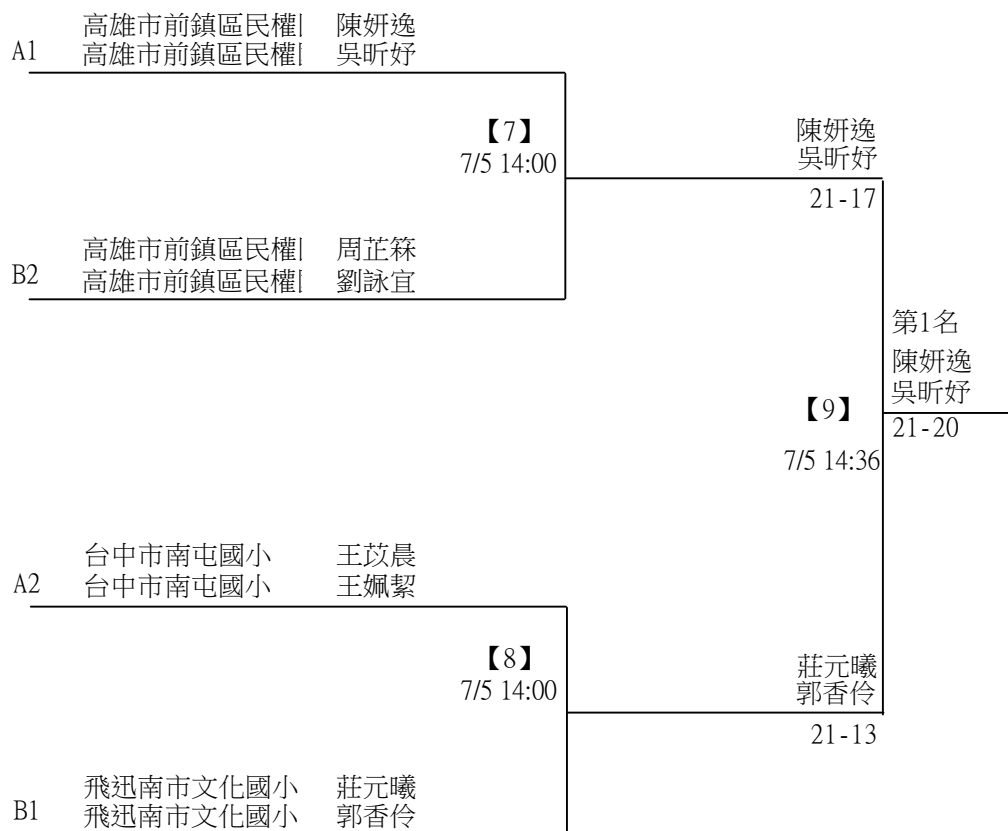 高雄市前鎮區民權 陳妍逸
A1 高雄市前鎮區民權 吳昕妤
【7】
7/5 14:00
陳妍逸
吳昕妤
21-17
高雄市前鎮區民權 周芷箖
B2 高雄市前鎮區民權 劉詠宜
第1名
陳妍逸
吳昕妤
【9】
21-20
7/5 14:36
台中市南屯國小 王苡晨
A2 台中市南屯國小 王姵絜
【8】
7/5 14:00
莊元曦
郭香伶
21-13
飛迅南市文化國小 莊元曦
B1 飛迅南市文化國小 郭香伶